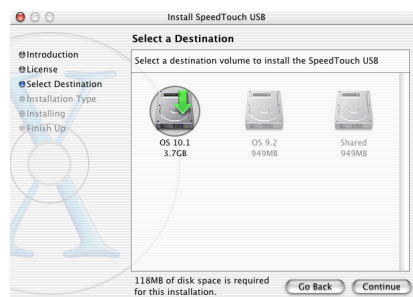 Install SpeedTouch USB
Select a Destination
Introduction
License
Select Destination
Installation Type
Installing
Finish Up
Select a destination volume to install the SpeedTouch USB
OS 10.1
3.7GB
OS 9.2
949MB
Shared
949MB
118MB of disk space is required
for this installation.
Go Back
Continue